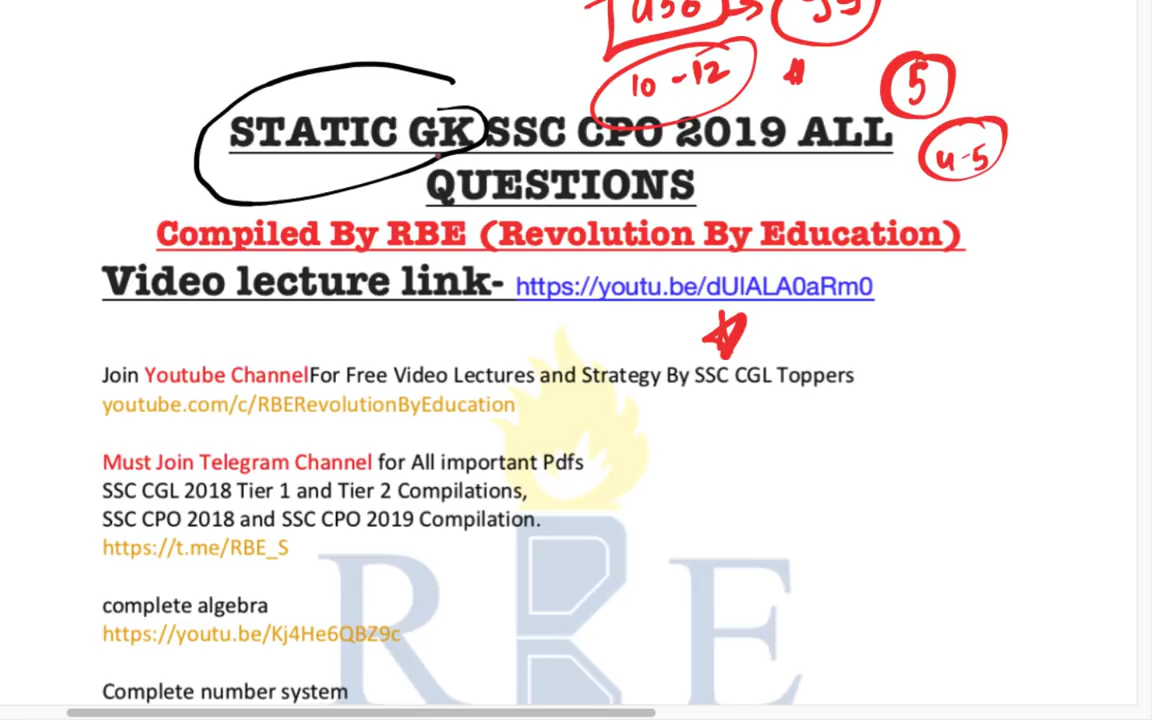 10-12
5
STATIC GK SSC CPO 2019 ALL
4-5
QUESTIONS
Compiled By RBE (Revolution By Education)
Video lecture link- https://youtu.be/dUlALA0aRm0
Join Youtube ChannelFor Free Video Lectures and Strategy By SSC CGL Toppers
youtube.com/c/RBERevolutionByEducation
Must Join Telegram Channel for All important Pdfs
SSC CGL 2018 Tier 1 and Tier 2 Compilations,
SSC CPO 2018 and SSC CPO 2019 Compilation.
https://t.me/RBE_S
complete algebra
https://youtu.be/Kj4He6QBZ9c
RBE
Complete number system